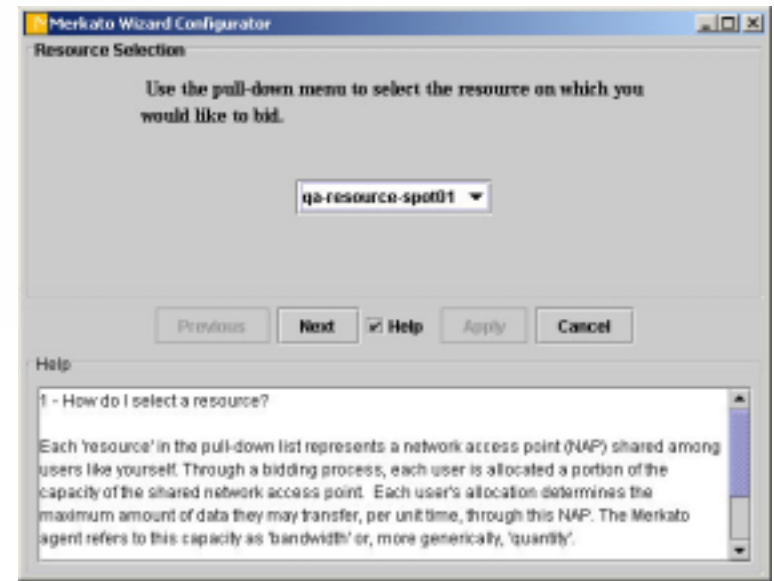 Merkato Wizard Configurator
Resource Selection
Use the pull-down menu to select the resource on which you
would like to bid.
qa-resource-spot01
Previous Next Help Apply Cancel
Help
1 - How do I select a resource?
Each 'resource' in the pull-down list represents a network access point (NAP) shared among
users like yourself. Through a bidding process, each user is allocated a portion of the
capacity of the shared network access point. Each user's allocation determines the
maximum amount of data they may transfer, per unit time, through this NAP. The Merkato
agent refers to this capacity as 'bandwidth' or, more generically, 'quantity'.